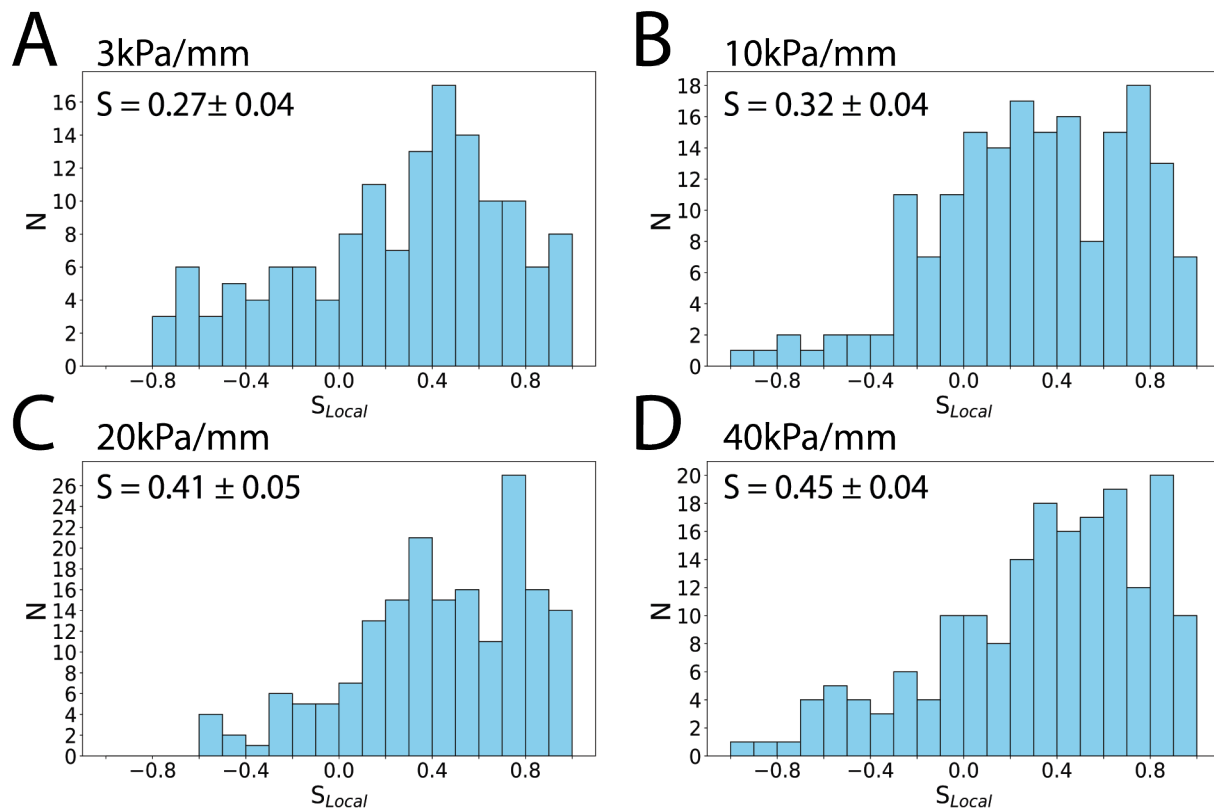 A 3kPa/mm
S = 0.27± 0.04
16
14
12
10
8
6
4
2
0
N
−0.8 −0.4 0.0 0.4 0.8
S_Local
B 10kPa/mm
S = 0.32 ± 0.04
18
16
14
12
10
8
6
4
2
0
N
−0.8 −0.4 0.0 0.4 0.8
S_Local
C 20kPa/mm
S = 0.41 ± 0.05
26
24
22
20
18
16
14
12
10
8
6
4
2
0
N
−0.8 −0.4 0.0 0.4 0.8
S_Local
D 40kPa/mm
S = 0.45 ± 0.04
20
18
16
14
12
10
8
6
4
2
0
N
−0.8 −0.4 0.0 0.4 0.8
S_Local